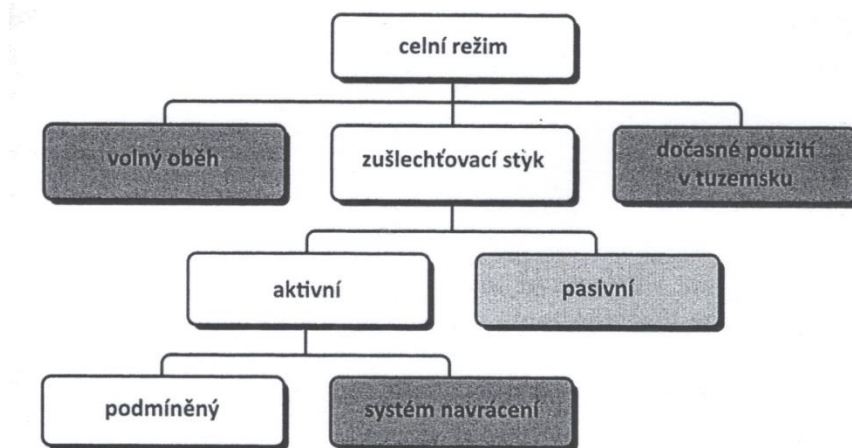 celní režim
volný oběh
zušlechťovací styk
dočasné použití
v tuzemsku
aktivní
pasivní
podmíněný
systém navrácení